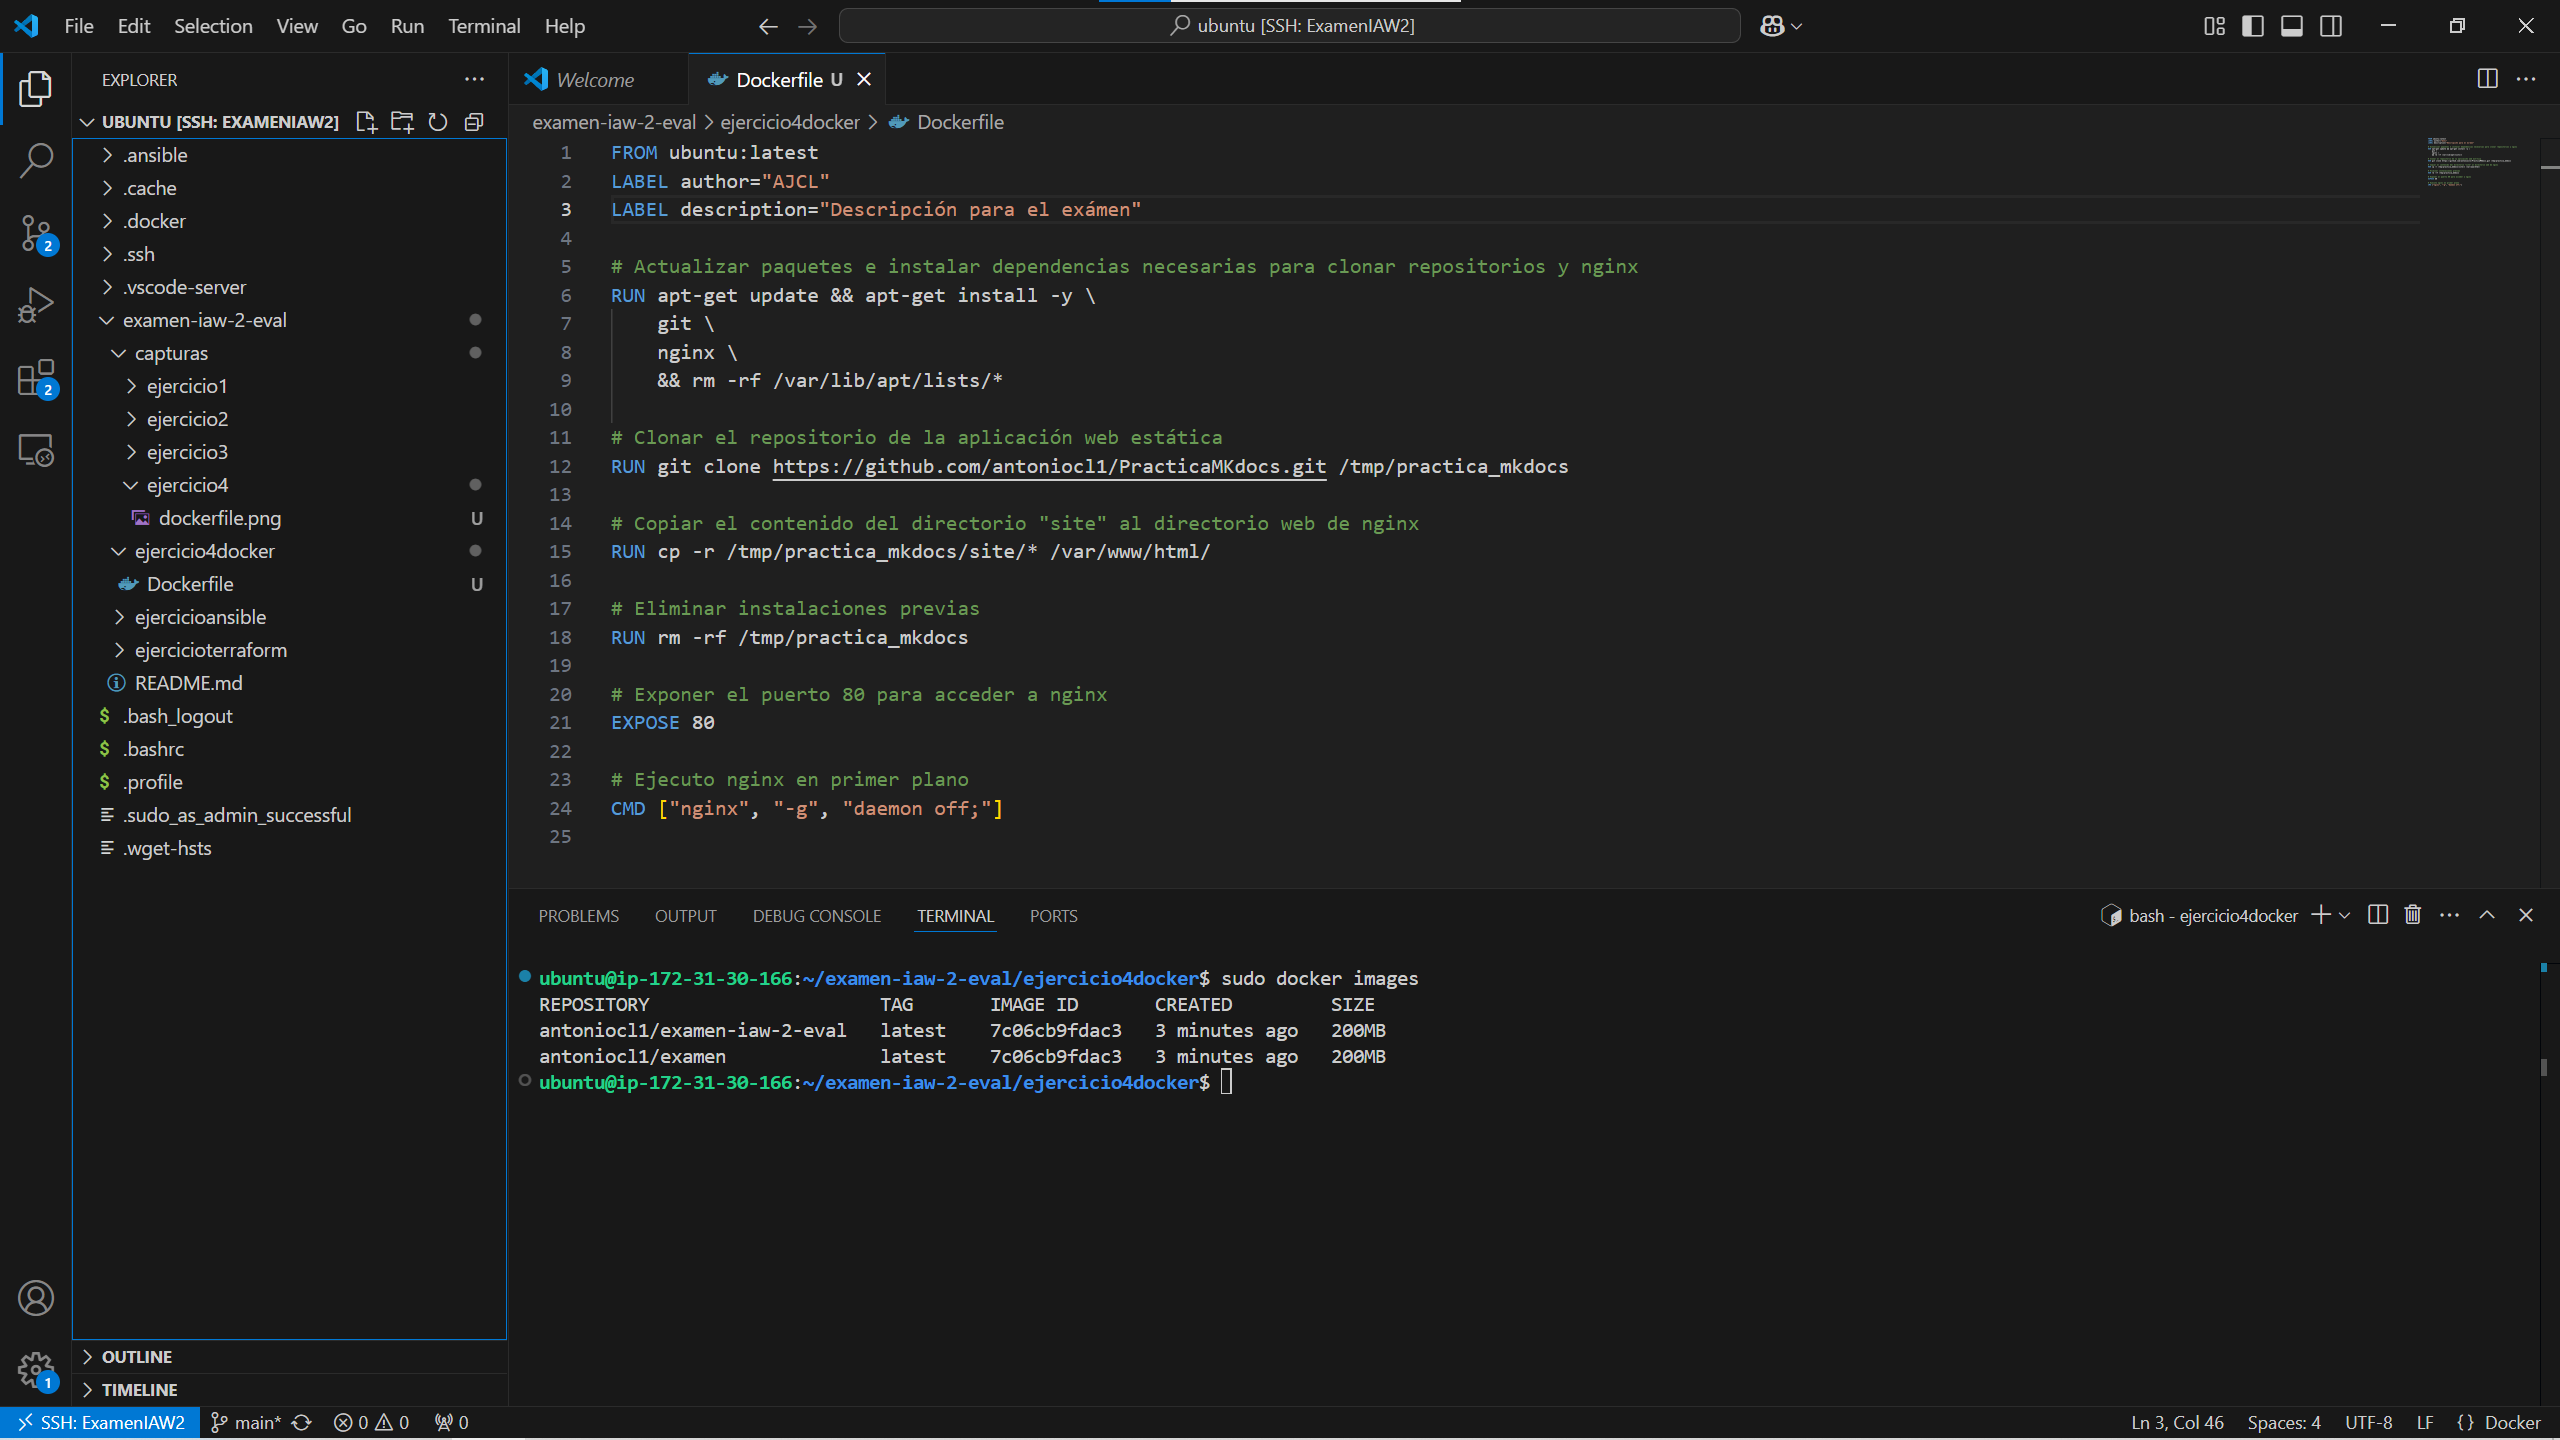 File Edit Selection View Go Run Terminal Help
ubuntu [SSH: ExamenIAW2]
EXPLORER
Welcome
Dockerfile U
UBUNTU [SSH: EXAMENIAW2]
.ansible
.cache
.docker
.ssh
.vscode-server
examen-iaw-2-eval
capturas
ejercicio1
ejercicio2
ejercicio3
ejercicio4
dockerfile.png U
ejercicio4docker
Dockerfile U
ejercicioansible
ejercicioterraform
README.md
$ .bash_logout
$ .bashrc
$ .profile
.sudo_as_admin_successful
.wget-hsts
OUTLINE
TIMELINE
2
2
1
examen-iaw-2-eval > ejercicio4docker > Dockerfile
1 FROM ubuntu:latest
2 LABEL author="AJCL"
3 LABEL description="Descripción para el exámen"
4
5 # Actualizar paquetes e instalar dependencias necesarias para clonar repositorios y nginx
6 RUN apt-get update && apt-get install -y \
7 git \
8 nginx \
9 && rm -rf /var/lib/apt/lists/*
10
11 # Clonar el repositorio de la aplicación web estática
12 RUN git clone https://github.com/antoniocl1/PracticaMKdocs.git /tmp/practica_mkdocs
13
14 # Copiar el contenido del directorio "site" al directorio web de nginx
15 RUN cp -r /tmp/practica_mkdocs/site/* /var/www/html/
16
17 # Eliminar instalaciones previas
18 RUN rm -rf /tmp/practica_mkdocs
19
20 # Exponer el puerto 80 para acceder a nginx
21 EXPOSE 80
22
23 # Ejecuto nginx en primer plano
24 CMD ["nginx", "-g", "daemon off;"]
25
PROBLEMS OUTPUT DEBUG CONSOLE TERMINAL PORTS
bash - ejercicio4docker
ubuntu@ip-172-31-30-166:~/examen-iaw-2-eval/ejercicio4docker$ sudo docker images
REPOSITORY TAG IMAGE ID CREATED SIZE
antoniocl1/examen-iaw-2-eval latest 7c06cb9fdac3 3 minutes ago 200MB
antoniocl1/examen latest 7c06cb9fdac3 3 minutes ago 200MB
ubuntu@ip-172-31-30-166:~/examen-iaw-2-eval/ejercicio4docker$
SSH: ExamenIAW2 main* 0 0 0
Ln 3, Col 46 Spaces: 4 UTF-8 LF {} Docker